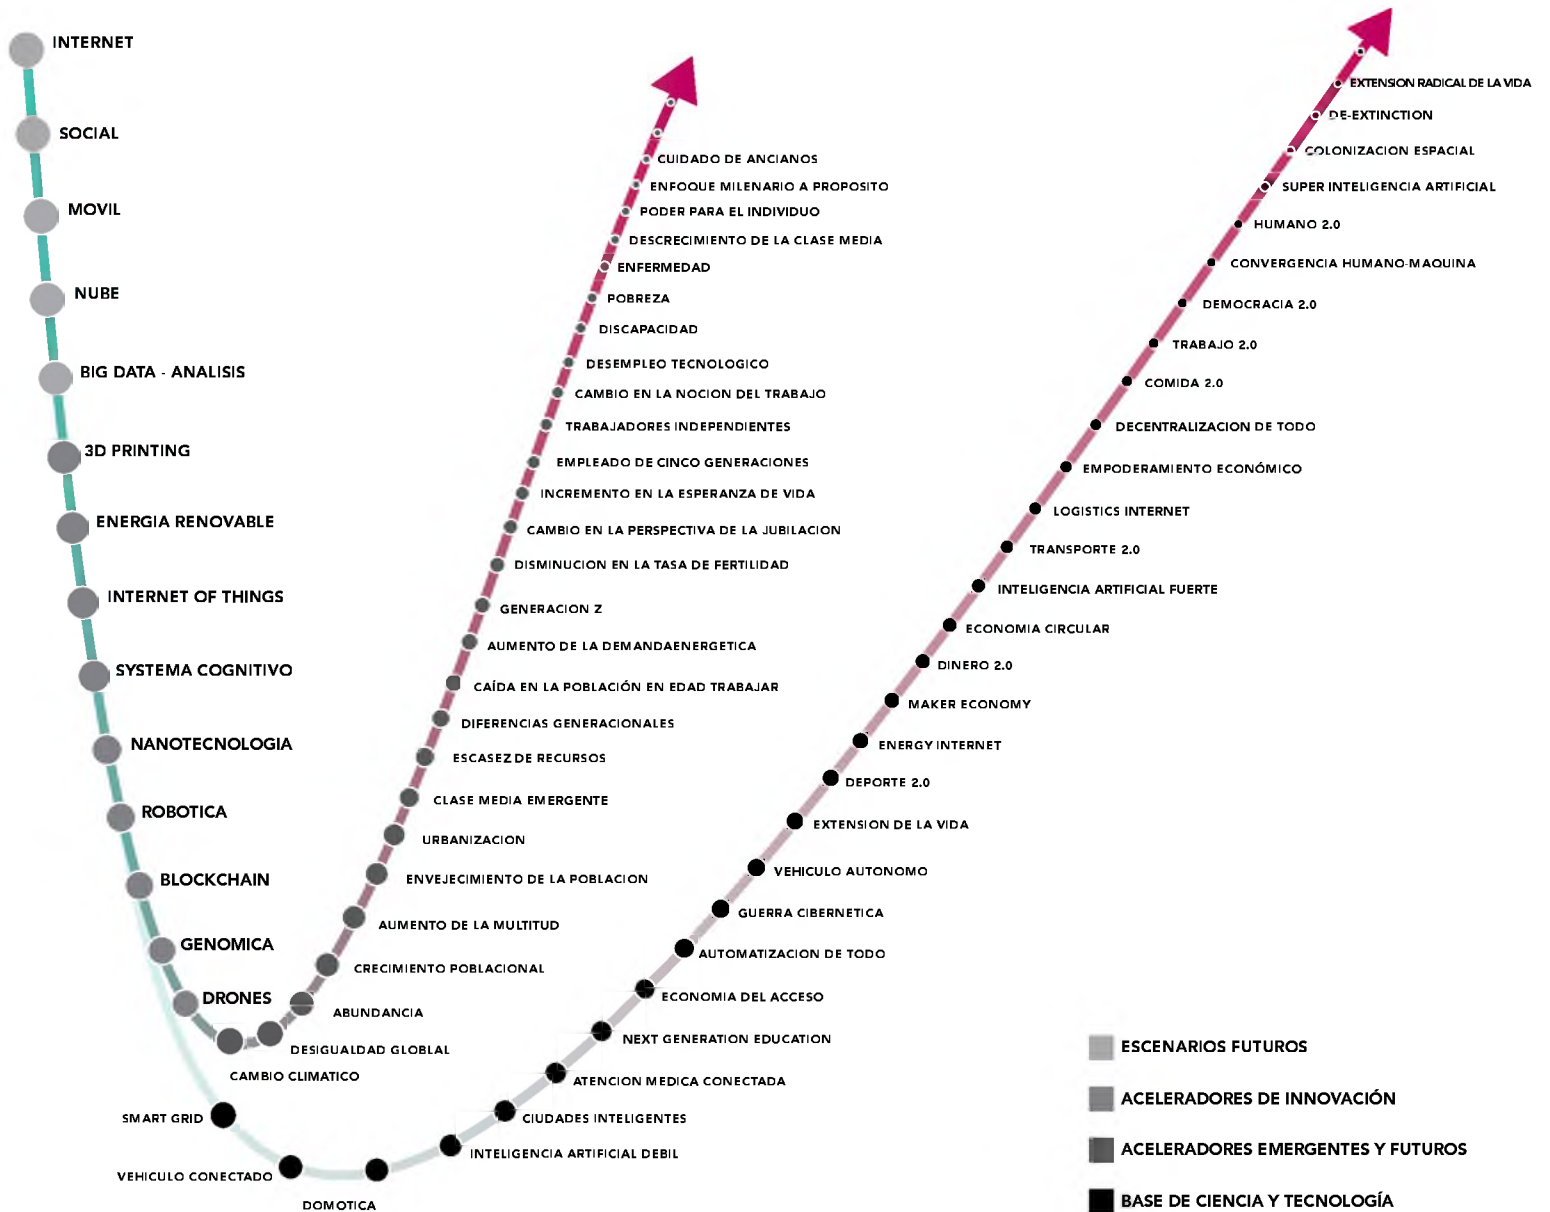 INTERNET
SOCIAL
MOVIL
NUBE
BIG DATA - ANALISIS
3D PRINTING
ENERGIA RENOVABLE
INTERNET OF THINGS
SYSTEMA COGNITIVO
NANOTECNOLOGIA
ROBOTICA
BLOCKCHAIN
GENOMICA
DRONES
CUIDADO DE ANCIANOS
ENFOQUE MILENARIO A PROPOSITO
PODER PARA EL INDIVIDUO
DESCRECIMIENTO DE LA CLASE MEDIA
ENFERMEDAD
POBREZA
DISCAPACIDAD
DESEMPLEO TECNOLOGICO
CAMBIO EN LA NOCION DEL TRABAJO
TRABAJADORES INDEPENDIENTES
EMPLEADO DE CINCO GENERACIONES
INCREMENTO EN LA ESPERANZA DE VIDA
CAMBIO EN LA PERSPECTIVA DE LA JUBILACION
DISMINUCION EN LA TASA DE FERTILIDAD
GENERACION Z
AUMENTO DE LA DEMANDAENERGETICA
CAÍDA EN LA POBLACIÓN EN EDAD TRABAJAR
DIFERENCIAS GENERACIONALES
ESCASEZ DE RECURSOS
CLASE MEDIA EMERGENTE
URBANIZACION
ENVEJECIMIENTO DE LA POBLACION
AUMENTO DE LA MULTITUD
CRECIMIENTO POBLACIONAL
ABUNDANCIA
DESIGUALDAD GLOBLAL
CAMBIO CLIMATICO
EXTENSION RADICAL DE LA VIDA
DE-EXTINCTION
COLONIZACION ESPACIAL
SUPER INTELIGENCIA ARTIFICIAL
HUMANO 2.0
CONVERGENCIA HUMANO-MAQUINA
DEMOCRACIA 2.0
TRABAJO 2.0
COMIDA 2.0
DECENTRALIZACION DE TODO
EMPODERAMIENTO ECONÓMICO
LOGISTICS INTERNET
TRANSPORTE 2.0
INTELIGENCIA ARTIFICIAL FUERTE
ECONOMIA CIRCULAR
DINERO 2.0
MAKER ECONOMY
ENERGY INTERNET
DEPORTE 2.0
EXTENSION DE LA VIDA
VEHICULO AUTONOMO
GUERRA CIBERNETICA
AUTOMATIZACION DE TODO
ECONOMIA DEL ACCESO
NEXT GENERATION EDUCATION
ATENCION MEDICA CONECTADA
CIUDADES INTELIGENTES
INTELIGENCIA ARTIFICIAL DEBIL
SMART GRID
VEHICULO CONECTADO
DOMOTICA
ESCENARIOS FUTUROS
ACELERADORES DE INNOVACIÓN
ACELERADORES EMERGENTES Y FUTUROS
BASE DE CIENCIA Y TECNOLOGÍA